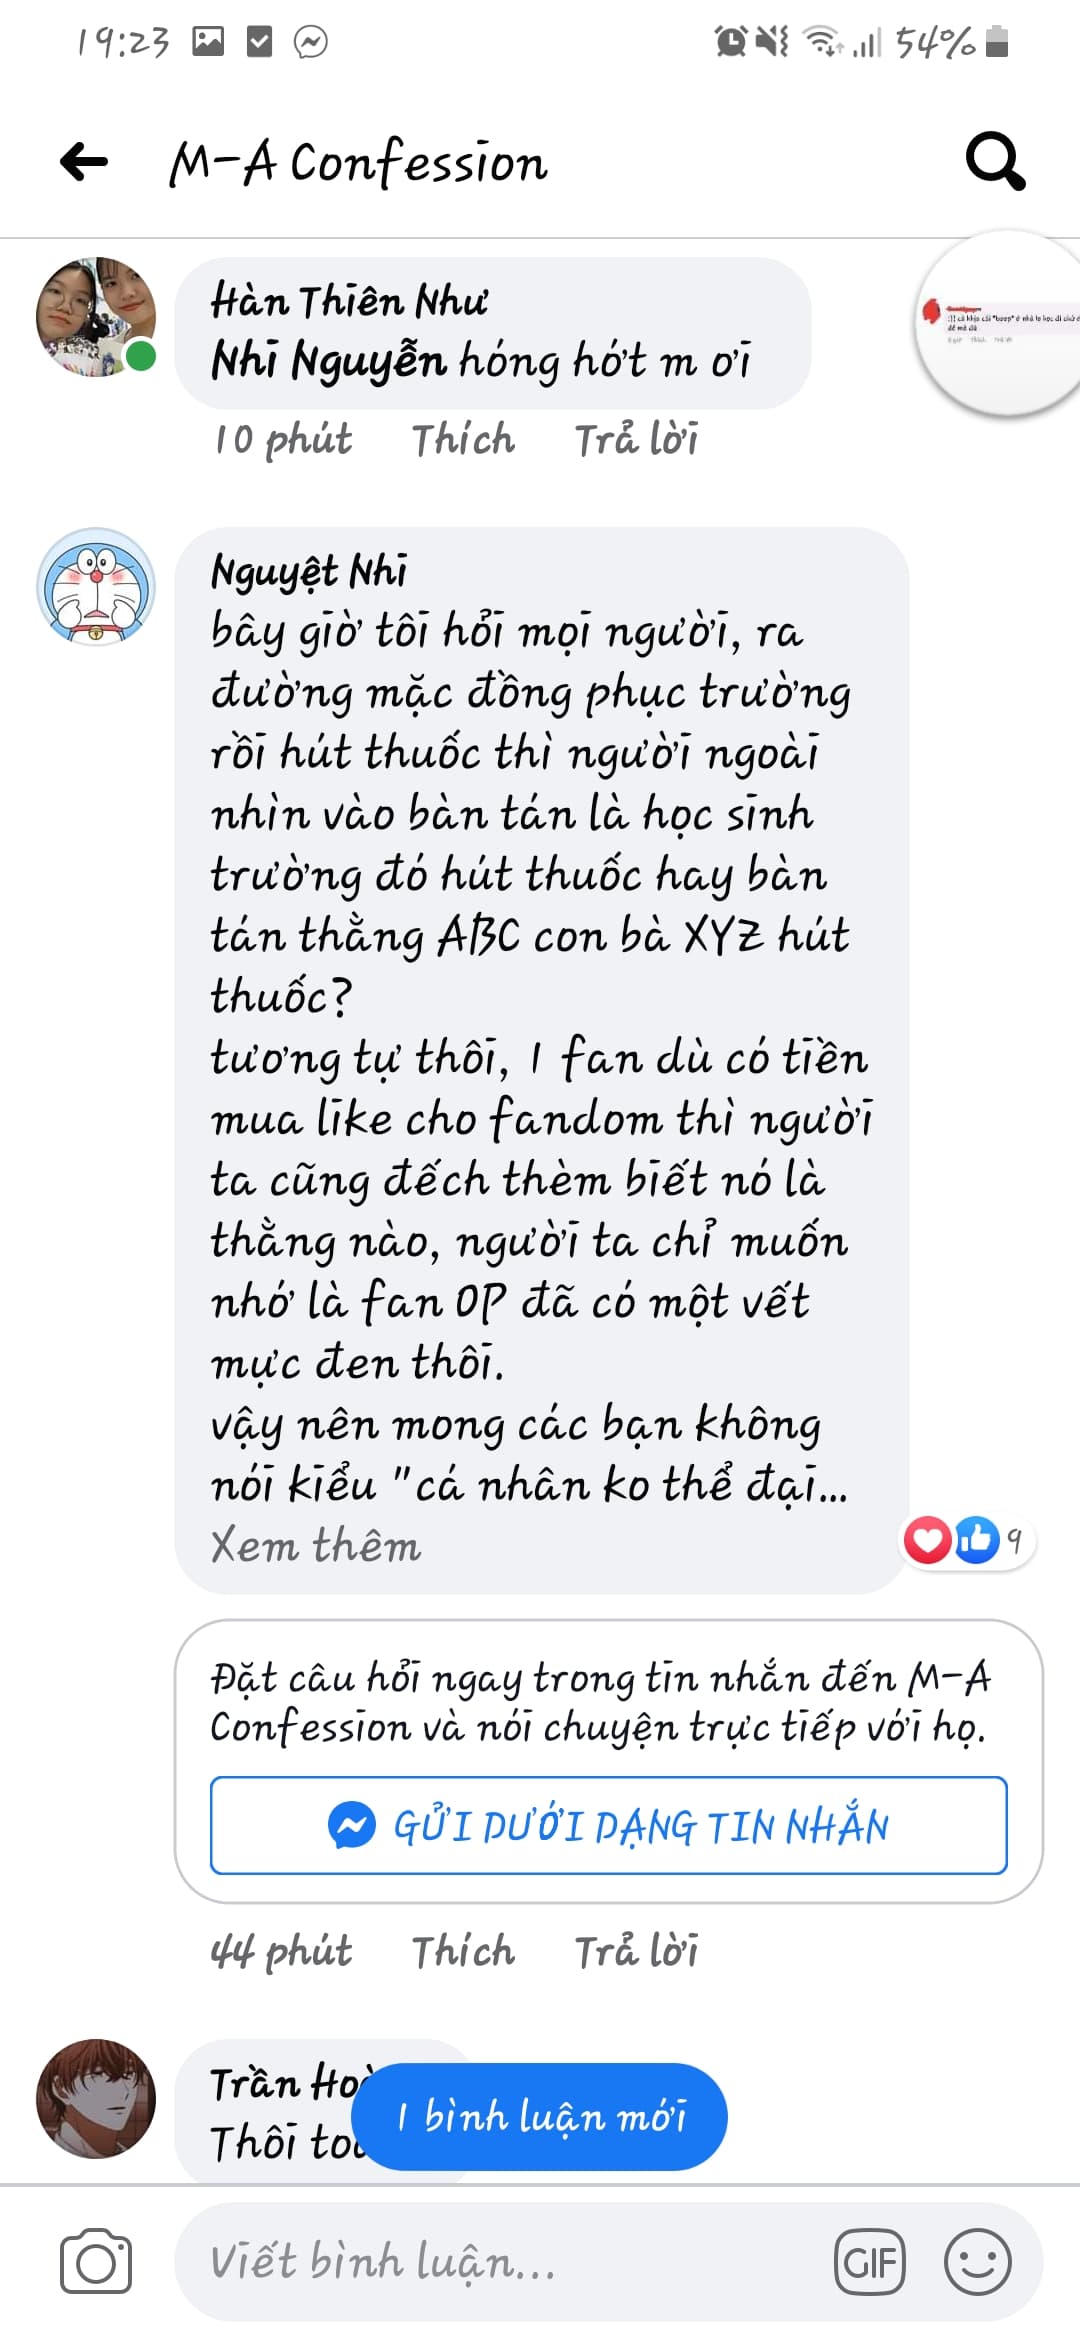 19:23 54%
M-A Confession
Hàn Thiên Như
Nhi Nguyễn hóng hớt m ơi
10 phút Thích Trả lời
Nguyệt Nhi
bây giờ tôi hỏi mọi người, ra
đường mặc đồng phục trường
rồi hút thuốc thì người ngoài
nhìn vào bàn tán là học sinh
trường đó hút thuốc hay bàn
tán thằng ABC con bà XYZ hút
thuốc?
tương tự thôi, 1 fan dù có tiền
mua like cho fandom thì người
ta cũng đếch thèm biết nó là
thằng nào, người ta chỉ muốn
nhớ là fan OP đã có một vết
mực đen thôi.
vậy nên mong các bạn không
nói kiểu "cá nhân ko thể đại...
Xem thêm
9
Đặt câu hỏi ngay trong tin nhắn đến M-A
Confession và nói chuyện trực tiếp với họ.
GỬI DƯỚI DẠNG TIN NHẮN
44 phút Thích Trả lời
Trần
Thôi
1 bình luận mới
Viết bình luận...
GIF